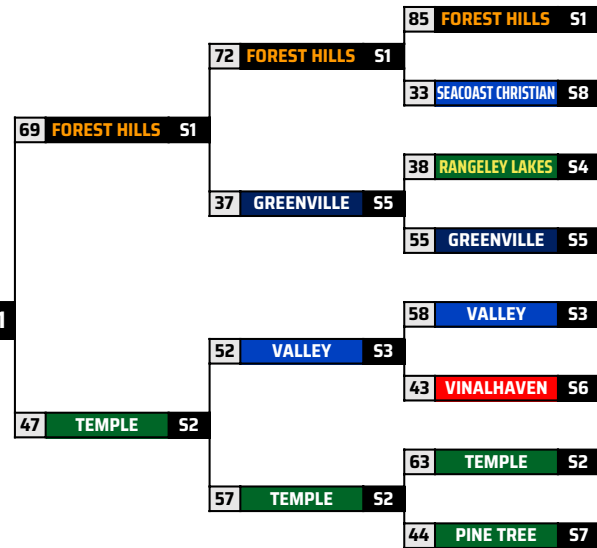 85 FOREST HILLS S1
72 FOREST HILLS S1
33 SEACOAST CHRISTIAN S8
69 FOREST HILLS S1
38 RANGELEY LAKES S4
37 GREENVILLE S5
55 GREENVILLE S5
1
58 VALLEY S3
52 VALLEY S3
43 VINALHAVEN S6
47 TEMPLE S2
63 TEMPLE S2
57 TEMPLE S2
44 PINE TREE S7